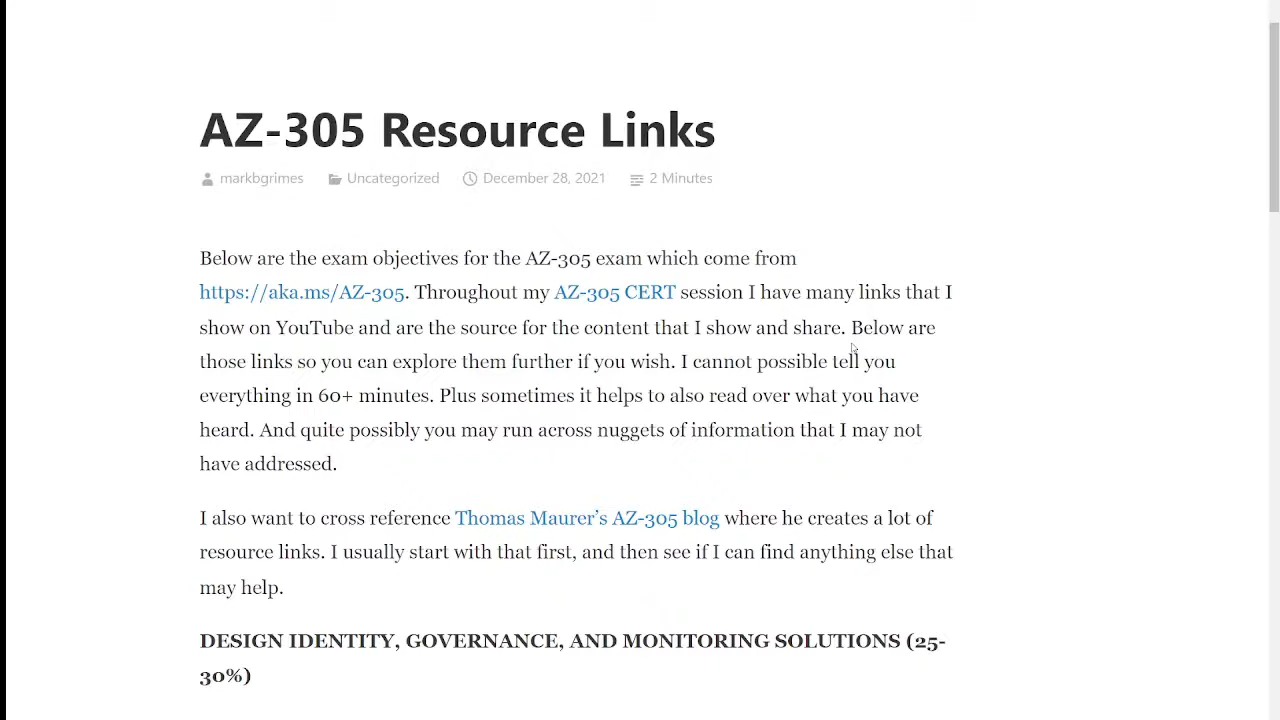 AZ-305 Resource Links
markbgrimes Uncategorized December 28, 2021 2 Minutes
Below are the exam objectives for the AZ-305 exam which come from
https://aka.ms/AZ-305. Throughout my AZ-305 CERT session I have many links that I
show on YouTube and are the source for the content that I show and share. Below are
those links so you can explore them further if you wish. I cannot possible tell you
everything in 60+ minutes. Plus sometimes it helps to also read over what you have
heard. And quite possibly you may run across nuggets of information that I may not
have addressed.
I also want to cross reference Thomas Maurer’s AZ-305 blog where he creates a lot of
resource links. I usually start with that first, and then see if I can find anything else that
may help.
DESIGN IDENTITY, GOVERNANCE, AND MONITORING SOLUTIONS (25-
30%)